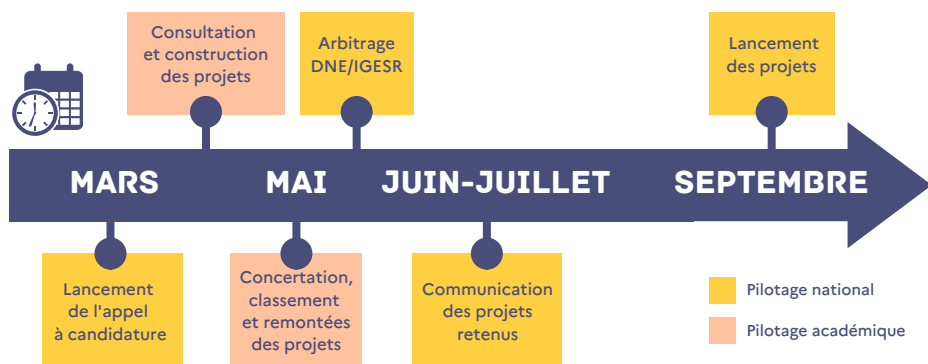 Consultation
et construction
des projets
Arbitrage
DNE/IGESR
Lancement
des projets
MARS
MAI
JUIN-JUILLET
SEPTEMBRE
Lancement
de l'appel
à candidature
Concertation,
classement
et remontées
des projets
Communication
des projets
retenus
Pilotage national
Pilotage académique